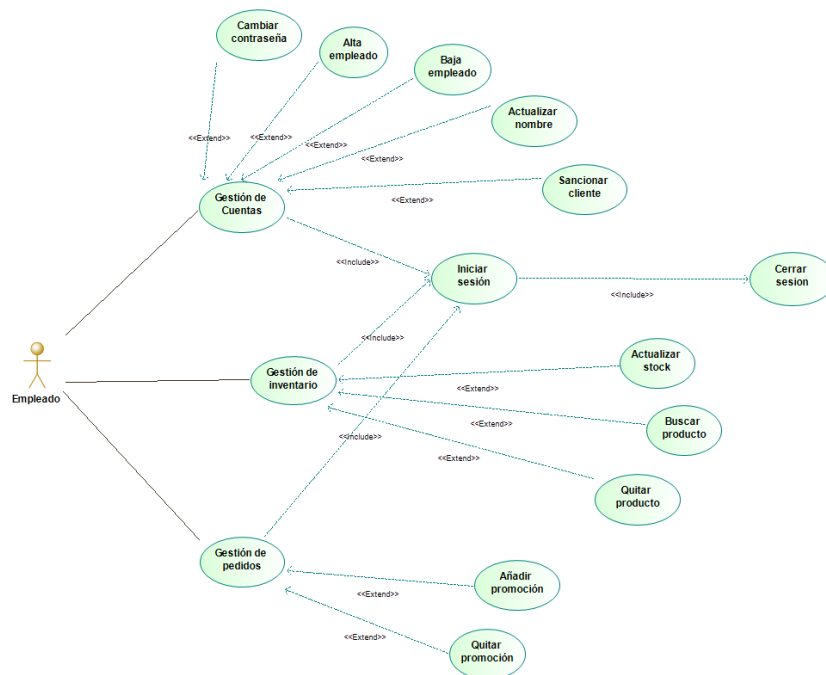 Cambiar
contraseña
Alta
empleado
Baja
empleado
Actualizar
nombre
<<Extend>>
<<Extend>>
<<Extend>>
<<Extend>>
Sancionar
cliente
<<Extend>>
Gestión de
Cuentas
<<Include>>
Iniciar
sesión
Cerrar
sesion
<<Include>>
<<Include>>
Actualizar
stock
Gestión de
inventario
Empleado
<<Extend>>
Buscar
producto
<<Extend>>
<<Include>>
<<Extend>>
Quitar
producto
Gestión de
pedidos
Añadir
promoción
<<Extend>>
<<Extend>>
Quitar
promoción